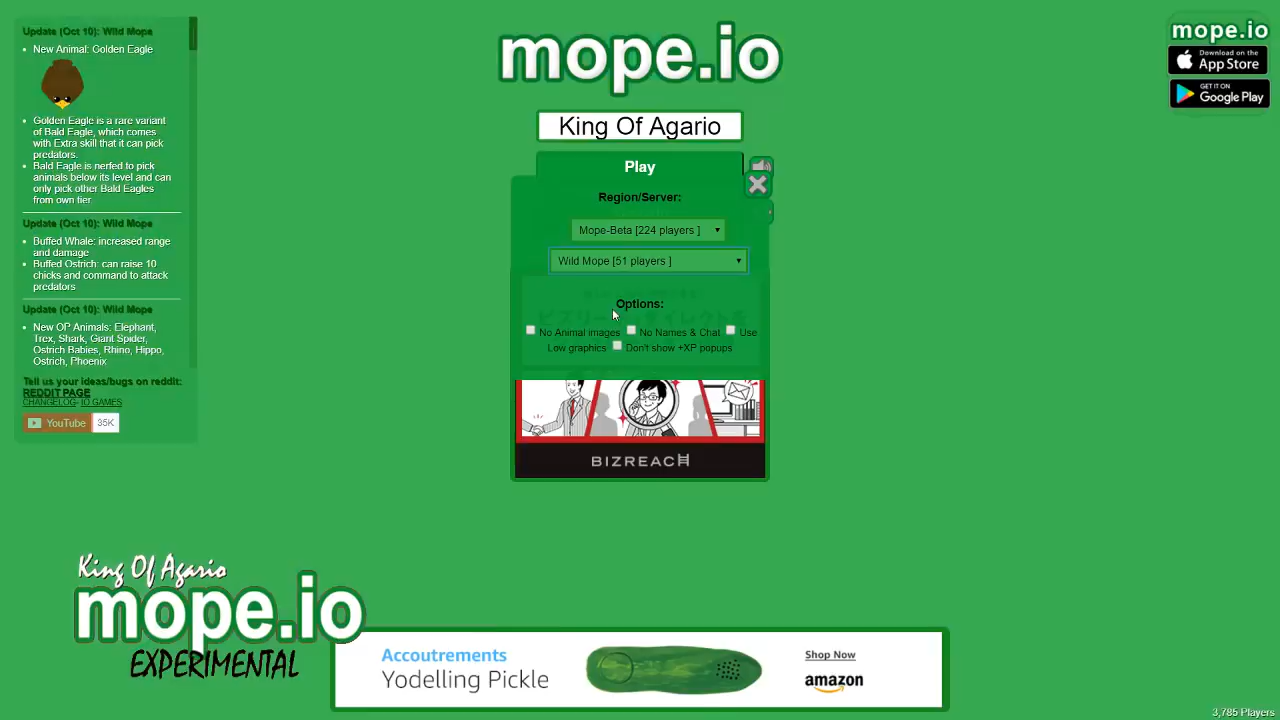 Update (Oct 10): Wild Mope
New Animal: Golden Eagle
Golden Eagle is a rare variant
of Bald Eagle, which comes
with Extra skill that it can pick
predators.
Bald Eagle is nerfed to pick
animals below its level and can
only pick other Bald Eagles
from own tier.
Update (Oct 10): Wild Mope
Buffed Whale: increased range
and damage
Buffed Ostrich: can raise 10
chicks and command to attack
predators
Update (Oct 10): Wild Mope
New OP Animals: Elephant,
Trex, Shark, Giant Spider,
Ostrich Babies, Rhino, Hippo,
Ostrich, Phoenix
Tell us your ideas/bugs on reddit:
REDDIT PAGE
CHANGELOG- IO GAMES
YouTube 35K
mope.io
King Of Agario
Play
Region/Server:
Mope-Beta [224 players ]
Wild Mope [51 players ]
Options:
No Animal images No Names & Chat Use
Low graphics Don't show +XP popups
BIZREACH
mope.io
Download on the
App Store
GET IT ON
Google Play
King Of Agario
mope.io
EXPERIMENTAL
Accoutrements
Yodelling Pickle
Shop Now
amazon
3,785 Players